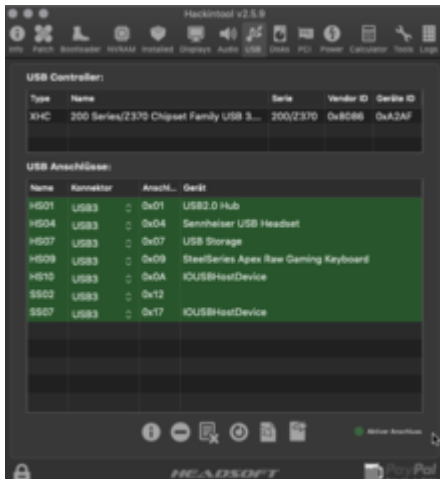 Hackintool v2.5.9
Info Patch Bootloader NVRAM Installed Displays Audio USB Disks PCI Power Calculator Tools Logs
USB Controller:
Type Name Serie Vendor ID Geräte ID
XHC 200 Series/Z370 Chipset Family USB 3... 200/Z370 0x8086 0xA2AF
USB Anschlüsse:
Name Konnektor Anschl... Gerät
HS01 USB3 0x01 USB2.0 Hub
HS04 USB3 0x04 Sennheiser USB Headset
HS07 USB3 0x07 USB Storage
HS09 USB3 0x09 SteelSeries Apex Raw Gaming Keyboard
HS10 USB3 0x0A IOUSBHostDevice
SS02 USB3 0x12
SS07 USB3 0x17 IOUSBHostDevice
Aktiver Anschluss
HEADSOFT
PayPal